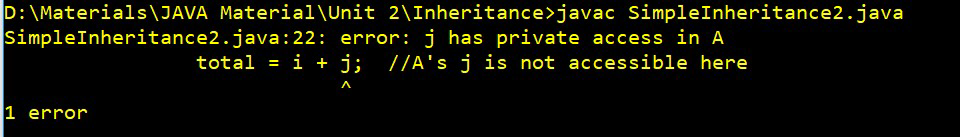 D:\Materials\JAVA Material\Unit 2\Inheritance>javac SimpleInheritance2.java
SimpleInheritance2.java:22: error: j has private access in A
total = i + j;  //A's j is not accessible here
^
1 error